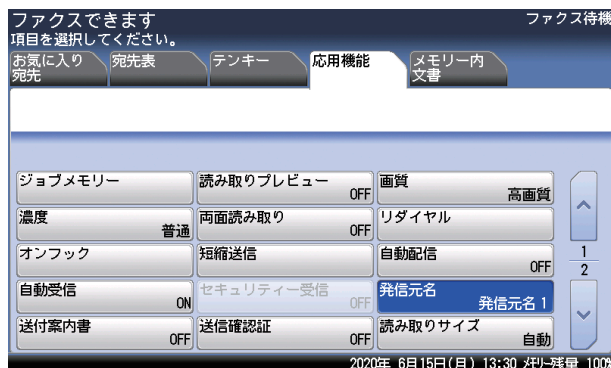 ファクスできます
ファクス待機
項目を選択してください。
お気に入り
宛先
宛先表
テンキー
応用機能
メモリー内
文書
ジョブメモリー
読み取りプレビュー
OFF
画質
高画質
濃度
普通
両面読み取り
OFF
リダイヤル
オンフック
短縮送信
自動配信
OFF
1
2
自動受信
ON
セキュリティー受信
OFF
発信元名
発信元名 1
送付案内書
OFF
送信確認証
OFF
読み取りサイズ
自動
2020年 6月15日(月) 13:30 メモリー残量 100%